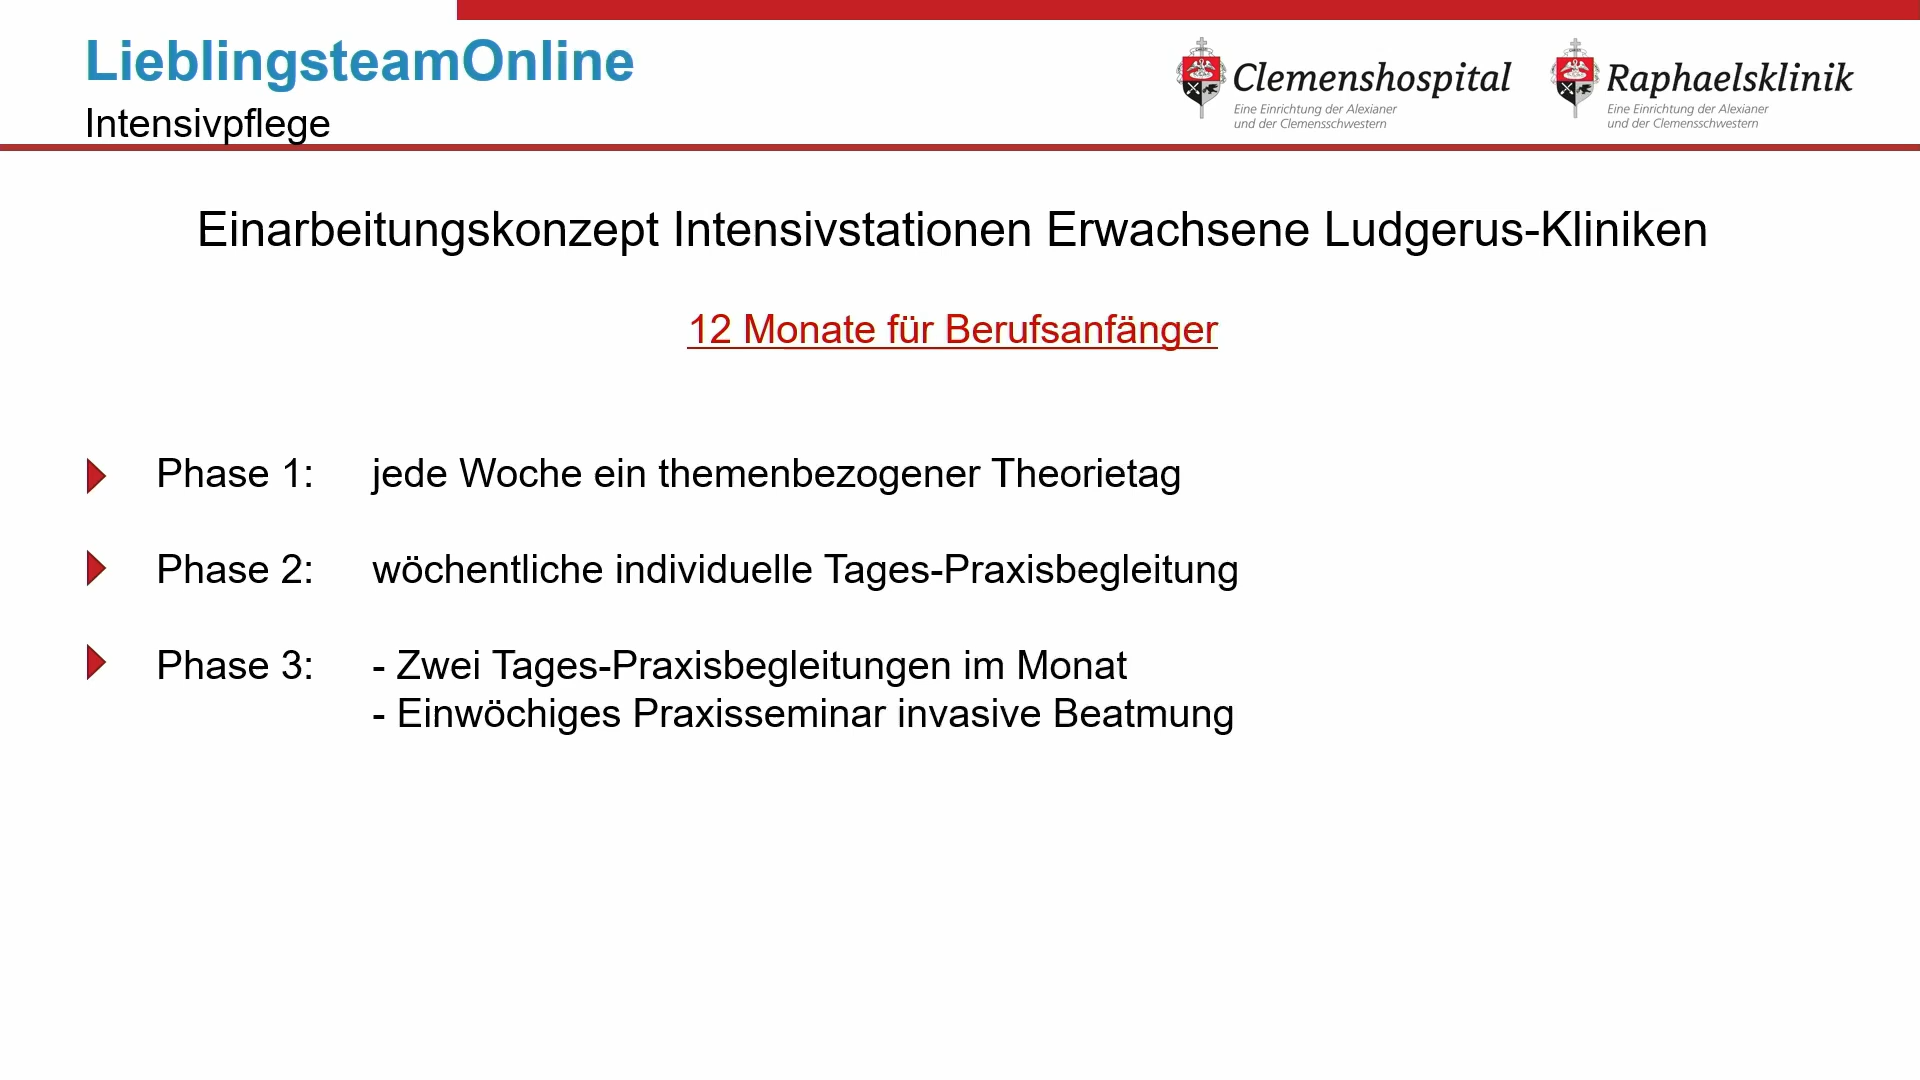 LieblingsteamOnline
Intensivpflege
Clemenshospital
Eine Einrichtung der Alexianer
und der Clemensschwestern
Raphaelsklinik
Eine Einrichtung der Alexianer
und der Clemensschwestern
Einarbeitungskonzept Intensivstationen Erwachsene Ludgerus-Kliniken
12 Monate für Berufsanfänger
Phase 1: jede Woche ein themenbezogener Theorietag
Phase 2: wöchentliche individuelle Tages-Praxisbegleitung
Phase 3: - Zwei Tages-Praxisbegleitungen im Monat
- Einwöchiges Praxisseminar invasive Beatmung